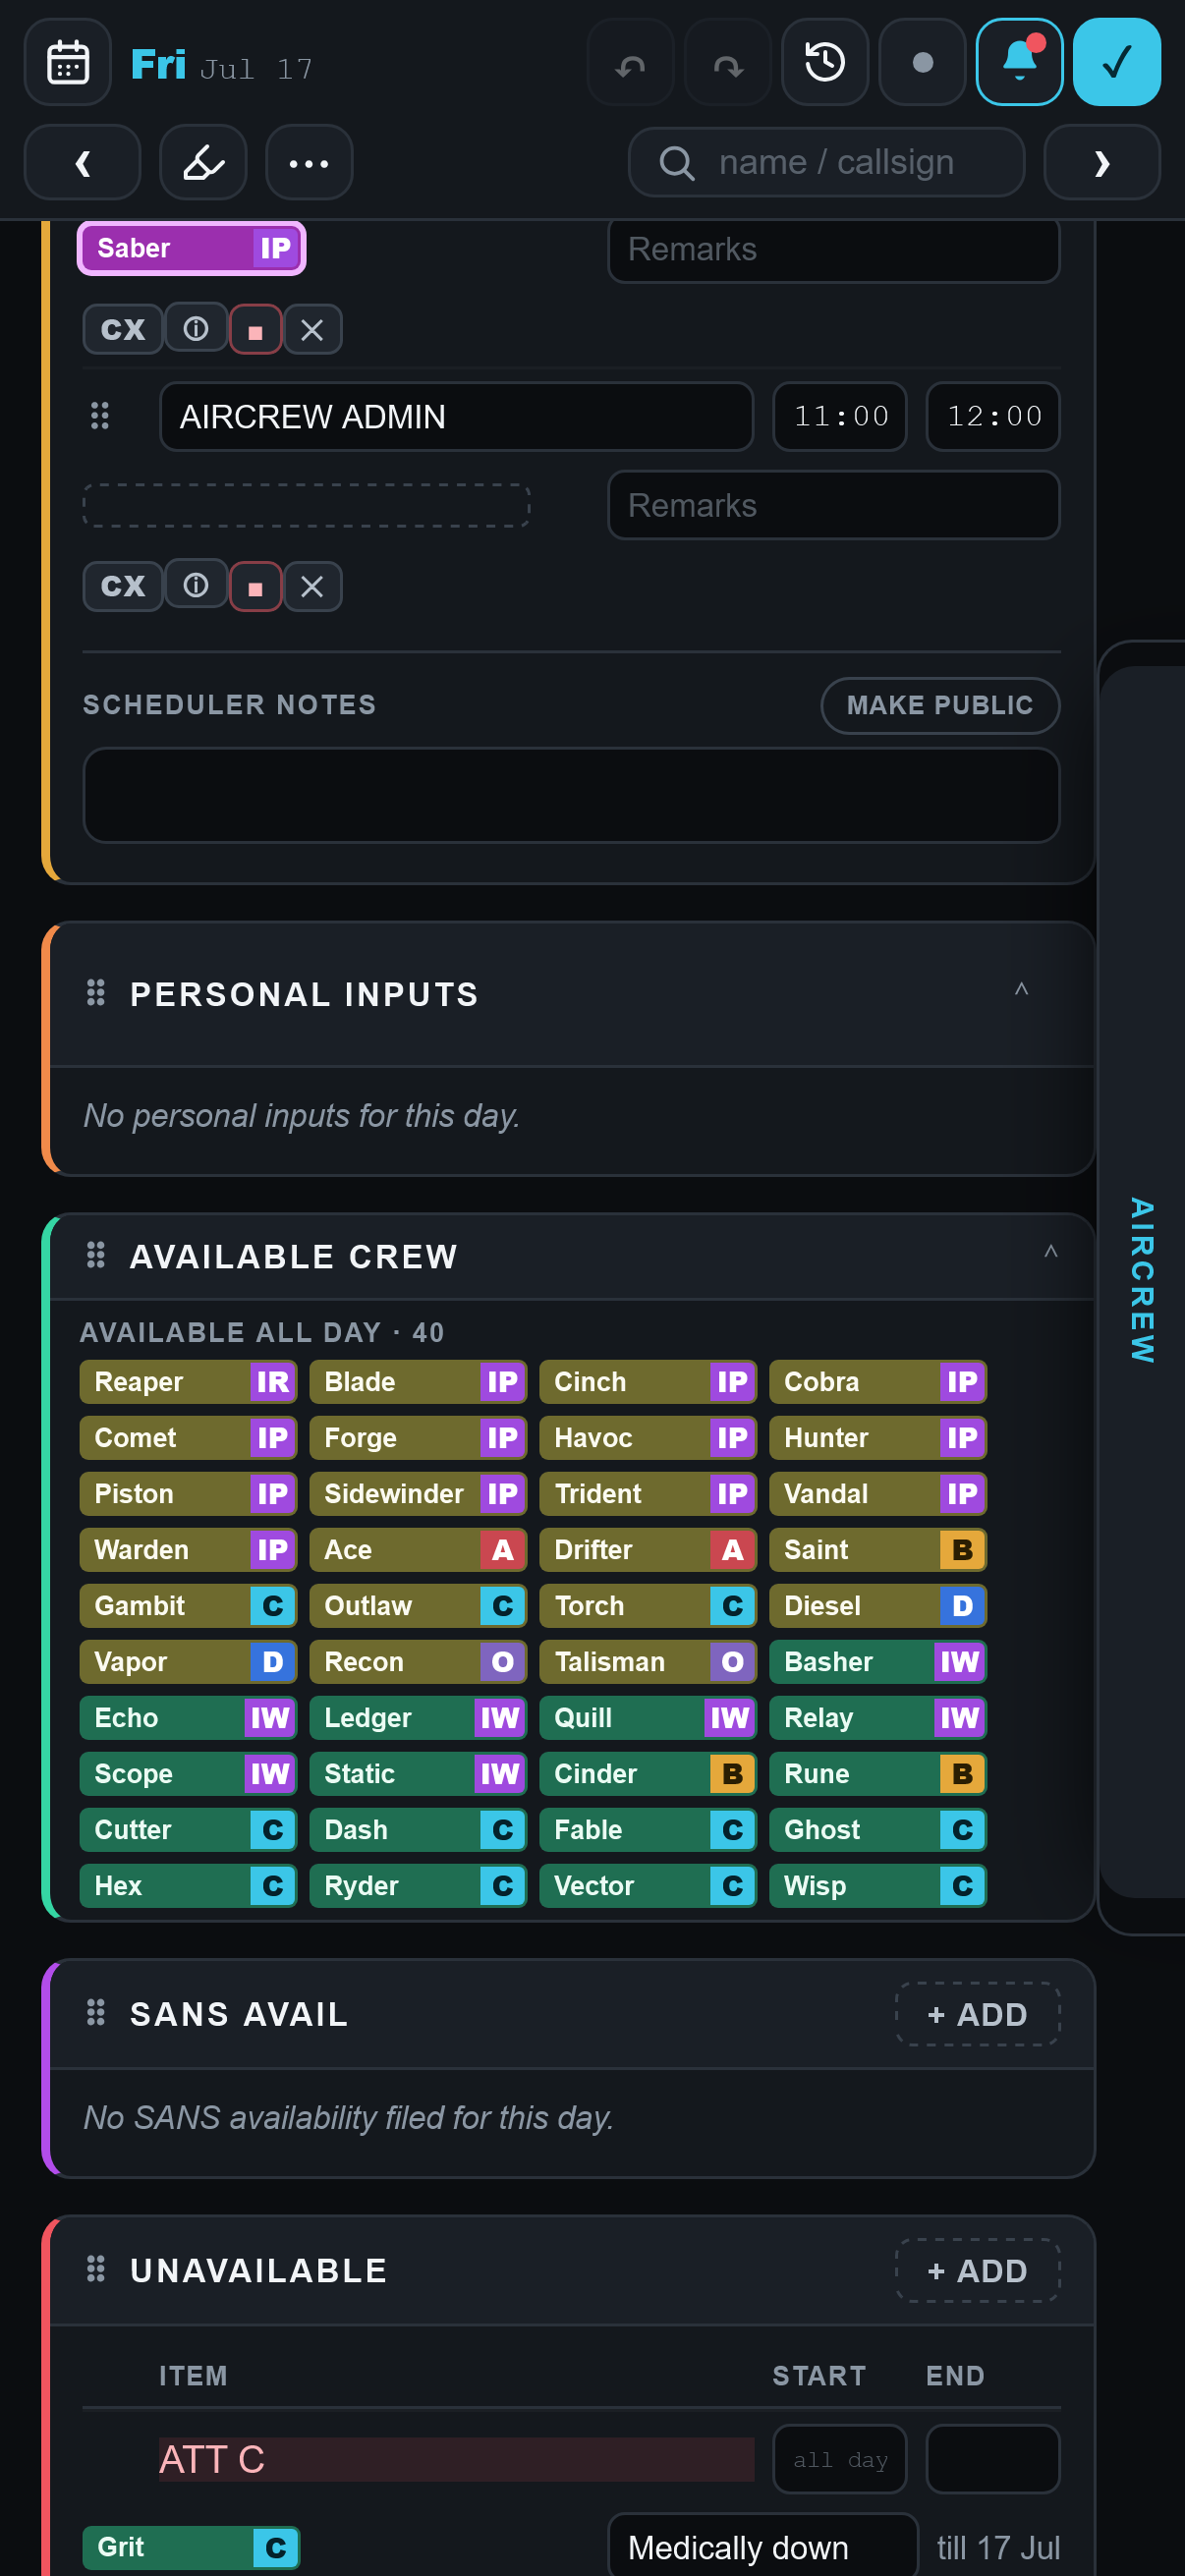 Fri Jul 17
name / callsign
Saber IP Remarks
CX
AIRCREW ADMIN 11:00 12:00
Remarks
CX
SCHEDULER NOTES MAKE PUBLIC
PERSONAL INPUTS
No personal inputs for this day.
AIRCREW
AVAILABLE CREW
AVAILABLE ALL DAY · 40
Reaper IR Blade IP Cinch IP Cobra IP
Comet IP Forge IP Havoc IP Hunter IP
Piston IP Sidewinder IP Trident IP Vandal IP
Warden IP Ace A Drifter A Saint B
Gambit C Outlaw C Torch C Diesel D
Vapor D Recon O Talisman O Basher IW
Echo IW Ledger IW Quill IW Relay IW
Scope IW Static IW Cinder B Rune B
Cutter C Dash C Fable C Ghost C
Hex C Ryder C Vector C Wisp C
SANS AVAIL + ADD
No SANS availability filed for this day.
UNAVAILABLE + ADD
ITEM START END
ATT C all day
Grit C Medically down till 17 Jul